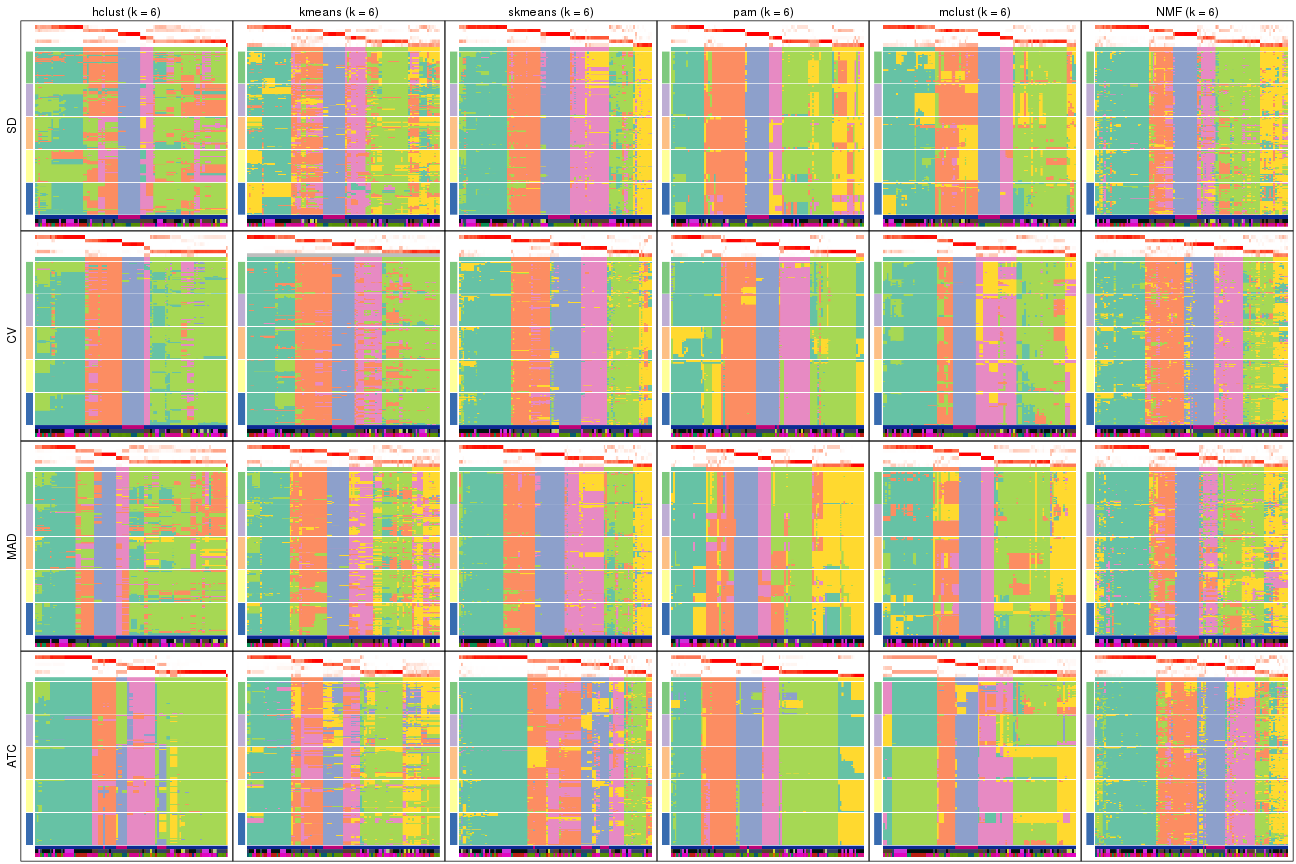 hclust (k = 6) kmeans (k = 6) skmeans (k = 6) pam (k = 6) mclust (k = 6) NMF (k = 6)
SD
CV
MAD
ATC